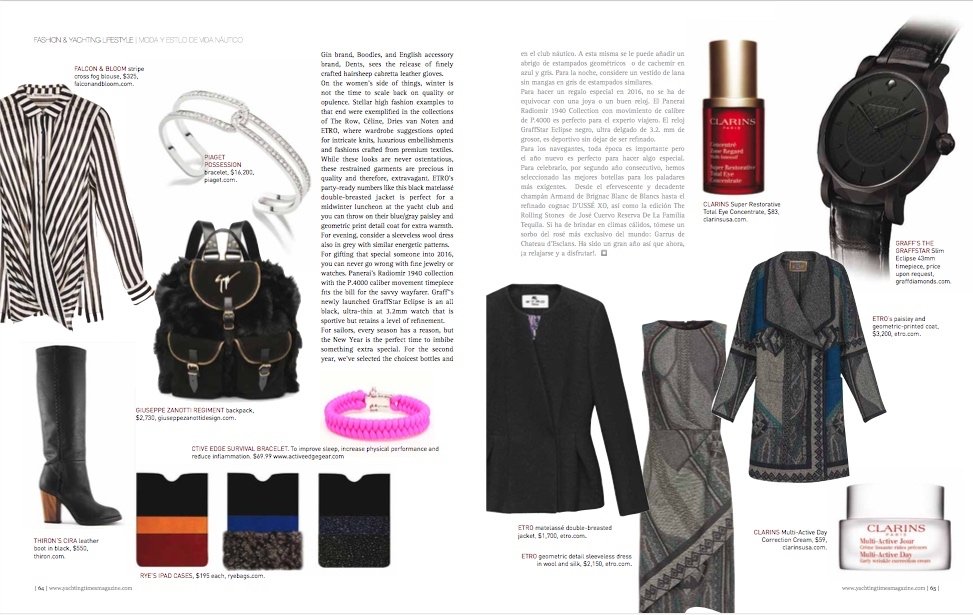 FASHION & YACHTING LIFESTYLE | MODA Y ESTILO DE VIDA NÁUTICO
FALCON & BLOOM stripe
cross fog blouse, $325,
falconandbloom.com.
PIAGET
POSSESSION
bracelet, $16,200,
piaget.com.
GIUSEPPE ZANOTTI REGIMENT backpack,
$2,730, giuseppezanottidesign.com.
CTIVE EDGE SURVIVAL BRACELET. To improve sleep, increase physical performance and
reduce inflammation. $69.99 www.activeedgegear.com
THIRON'S CIRA leather
boot in black, $550,
thiron.com.
RYE'S IPAD CASES, $195 each, ryebags.com.
| 64 | www.yachtingtimesmagazine.com
Gin brand, Boodles, and English accessory
brand, Dents, sees the release of finely
crafted hairsheep cabretta leather gloves.
On the women's side of things, winter is
not the time to scale back on quality or
opulence. Stellar high fashion examples to
that end were exemplified in the collections
of The Row, Céline, Dries van Noten and
ETRO, where wardrobe suggestions opted
for intricate knits, luxurious embellishments
and fashions crafted from premium textiles.
While these looks are never ostentatious,
these restrained garments are precious in
quality and therefore, extravagant. ETRO's
party-ready numbers like this black matelassé
double-breasted jacket is perfect for a
midwinter luncheon at the yacht club and
you can throw on their blue/gray paisley and
geometric print detail coat for extra warmth.
For evening, consider a sleeveless wool dress
also in grey with similar energetic patterns.
For gifting that special someone into 2016,
you can never go wrong with fine jewelry or
watches. Panerai's Radiomir 1940 collection
with the P.4000 caliber movement timepiece
fits the bill for the savvy wayfarer. Graff's
newly launched GraffStar Eclipse is an all
black, ultra-thin at 3.2mm watch that is
sportive but retains a level of refinement.
For sailors, every season has a reason, but
the New Year is the perfect time to imbibe
something extra special. For the second
year, we've selected the choicest bottles and
en el club náutico. A esta misma se le puede añadir un
abrigo de estampados geométricos o de cachemir en
azul y gris. Para la noche, considere un vestido de lana
sin mangas en gris de estampados similares.
Para hacer un regalo especial en 2016, no se ha de
equivocar con una joya o un buen reloj. El Panerai
Radiomir 1940 Collection con movimiento de calibre
de P.4000 es perfecto para el experto viajero. El reloj
GraffStar Eclipse negro, ultra delgado de 3.2. mm de
grosor, es deportivo sin dejar de ser refinado.
Para los navegantes, toda época es importante pero
el año nuevo es perfecto para hacer algo especial.
Para celebrarlo, por segundo año consecutivo, hemos
seleccionado las mejores botellas para los paladares
más exigentes. Desde el efervescente y decadente
champán Armand de Brignac Blanc de Blancs hasta el
refinado cognac D'USSÉ XO, así como la edición The
Rolling Stones de José Cuervo Reserva De La Familia
Tequila. Si ha de brindar en climas cálidos, tómese un
sorbo del rosé más exclusivo del mundo: Garrus de
Chateau d'Esclans. Ha sido un gran año así que ahora,
¡a relajarse y a disfrutar!.
CLARINS
PARIS
Concentré
Zone Regard
Multi-Intensif
Super Restorative
Total Eye
Concentrate
CLARINS Super Restorative
Total Eye Concentrate, $83,
clarinsusa.com.
GRAFF'S THE
GRAFFSTAR Slim
Eclipse 43mm
timepiece, price
upon request,
graffdiamonds.com.
ETRO's paisley and
geometric-printed coat,
$3,200, etro.com.
ETRO
ETRO matelassé double-breasted
jacket, $1,700, etro.com.
ETRO geometric detail sleeveless dress
in wool and silk, $2,150, etro.com.
CLARINS Multi-Active Day
Correction Cream, $59,
clarinsusa.com.
CLARINS
PARIS
Multi-Active Jour
Crème lissante rides précoces
Multi-Active Day
Early wrinkle correction cream
www.yachtingtimesmagazine.com | 65 |